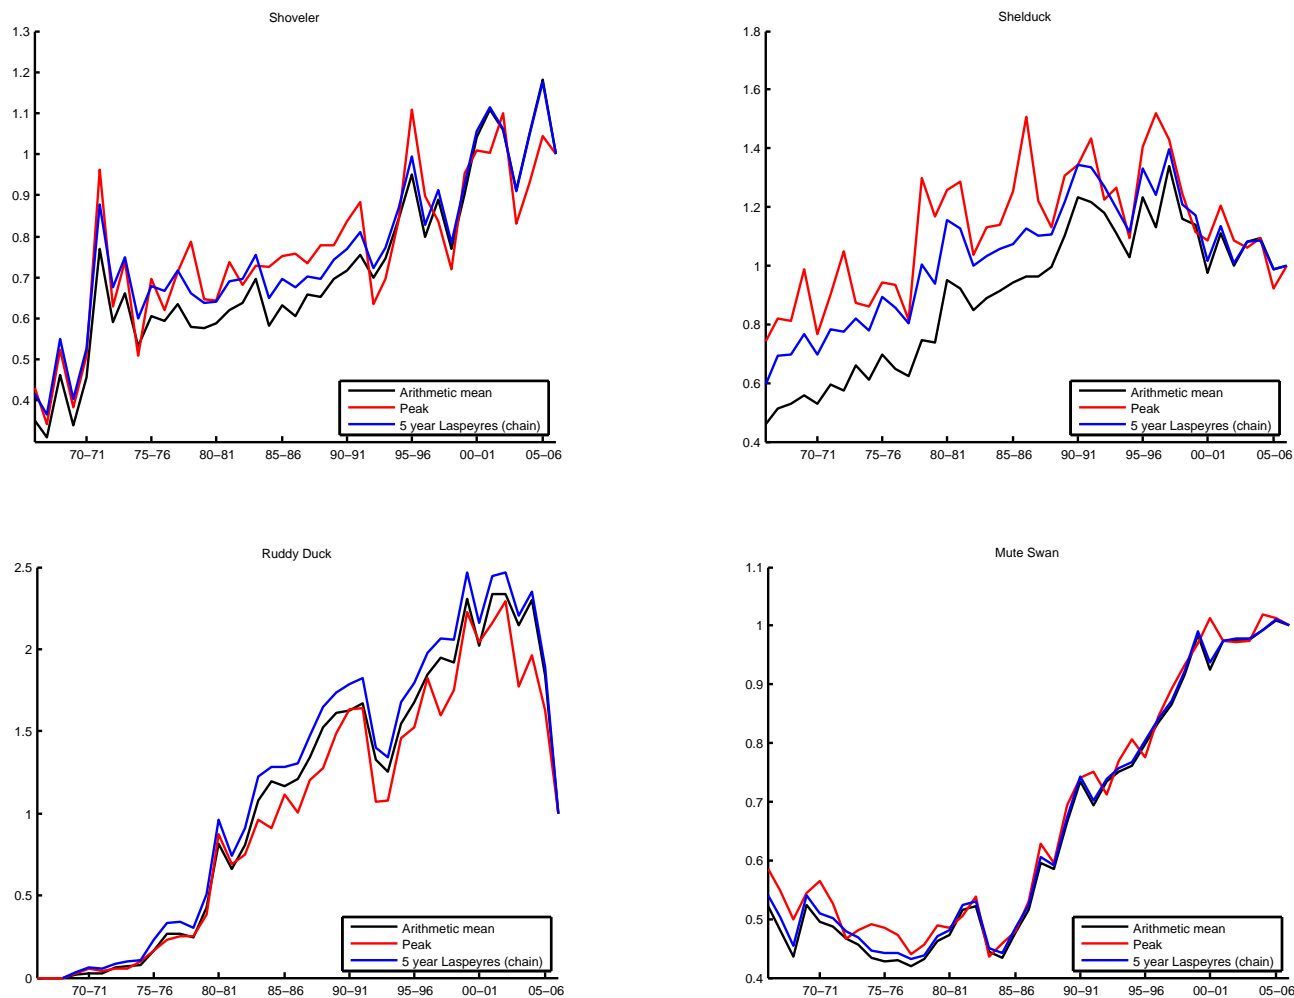 Shoveler
1.3
1.2
1.1
1
0.9
0.8
0.7
0.6
0.5
0.4
70–71 75–76 80–81 85–86 90–91 95–96 00–01 05–06
Arithmetic mean
Peak
5 year Laspeyres (chain)
Shelduck
1.8
1.6
1.4
1.2
1
0.8
0.6
0.4
70–71 75–76 80–81 85–86 90–91 95–96 00–01 05–06
Arithmetic mean
Peak
5 year Laspeyres (chain)
Ruddy Duck
2.5
2
1.5
1
0.5
0
70–71 75–76 80–81 85–86 90–91 95–96 00–01 05–06
Arithmetic mean
Peak
5 year Laspeyres (chain)
Mute Swan
1.1
1
0.9
0.8
0.7
0.6
0.5
0.4
70–71 75–76 80–81 85–86 90–91 95–96 00–01 05–06
Arithmetic mean
Peak
5 year Laspeyres (chain)